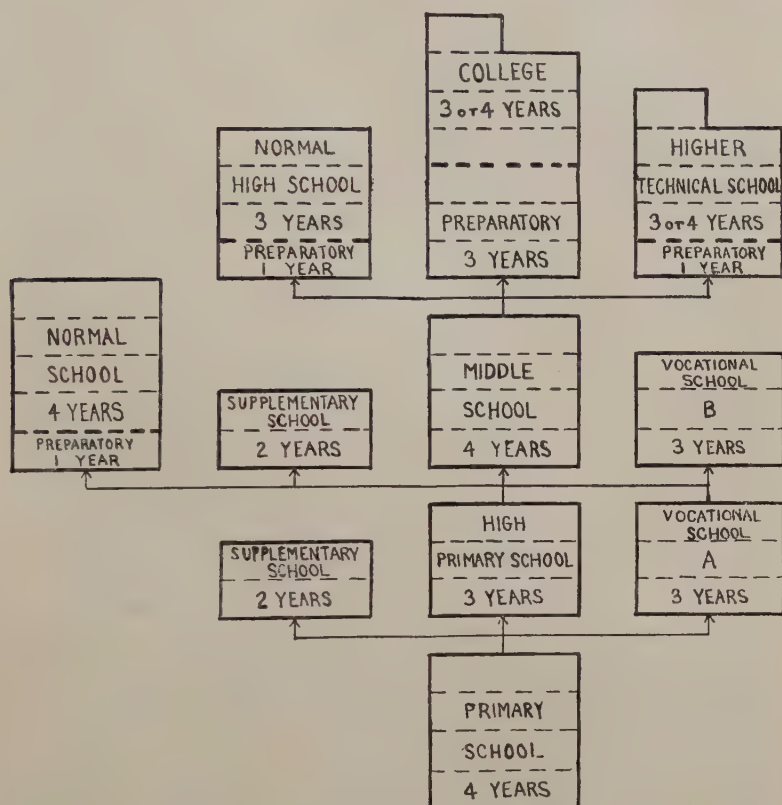 COLLEGE
3 or 4 YEARS
PREPARATORY
3 YEARS
NORMAL
HIGH SCHOOL
3 YEARS
PREPARATORY
1 YEAR
HIGHER
TECHNICAL SCHOOL
3 or 4 YEARS
PREPARATORY
1 YEAR
NORMAL
SCHOOL
4 YEARS
PREPARATORY
1 YEAR
SUPPLEMENTARY
SCHOOL
2 YEARS
MIDDLE
SCHOOL
4 YEARS
VOCATIONAL
SCHOOL
B
3 YEARS
SUPPLEMENTARY
SCHOOL
2 YEARS
HIGH
PRIMARY SCHOOL
3 YEARS
VOCATIONAL
SCHOOL
A
3 YEARS
PRIMARY
SCHOOL
4 YEARS